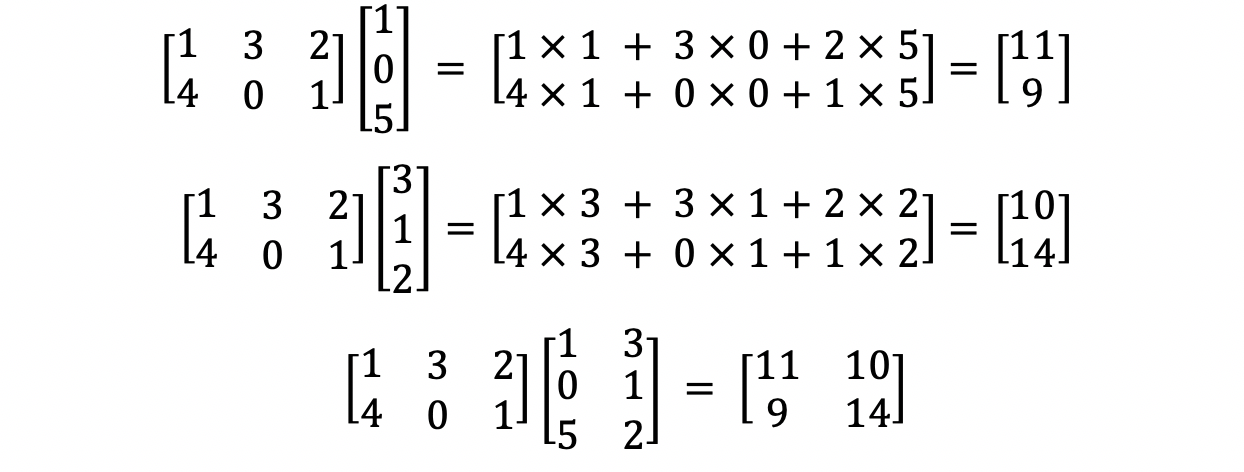 [1 3 2; 4 0 1] [1; 0; 5] = [1 × 1 + 3 × 0 + 2 × 5; 4 × 1 + 0 × 0 + 1 × 5] = [11; 9]
[1 3 2; 4 0 1] [3; 1; 2] = [1 × 3 + 3 × 1 + 2 × 2; 4 × 3 + 0 × 1 + 1 × 2] = [10; 14]
[1 3 2; 4 0 1] [1 3; 0 1; 5 2] = [11 10; 9 14]